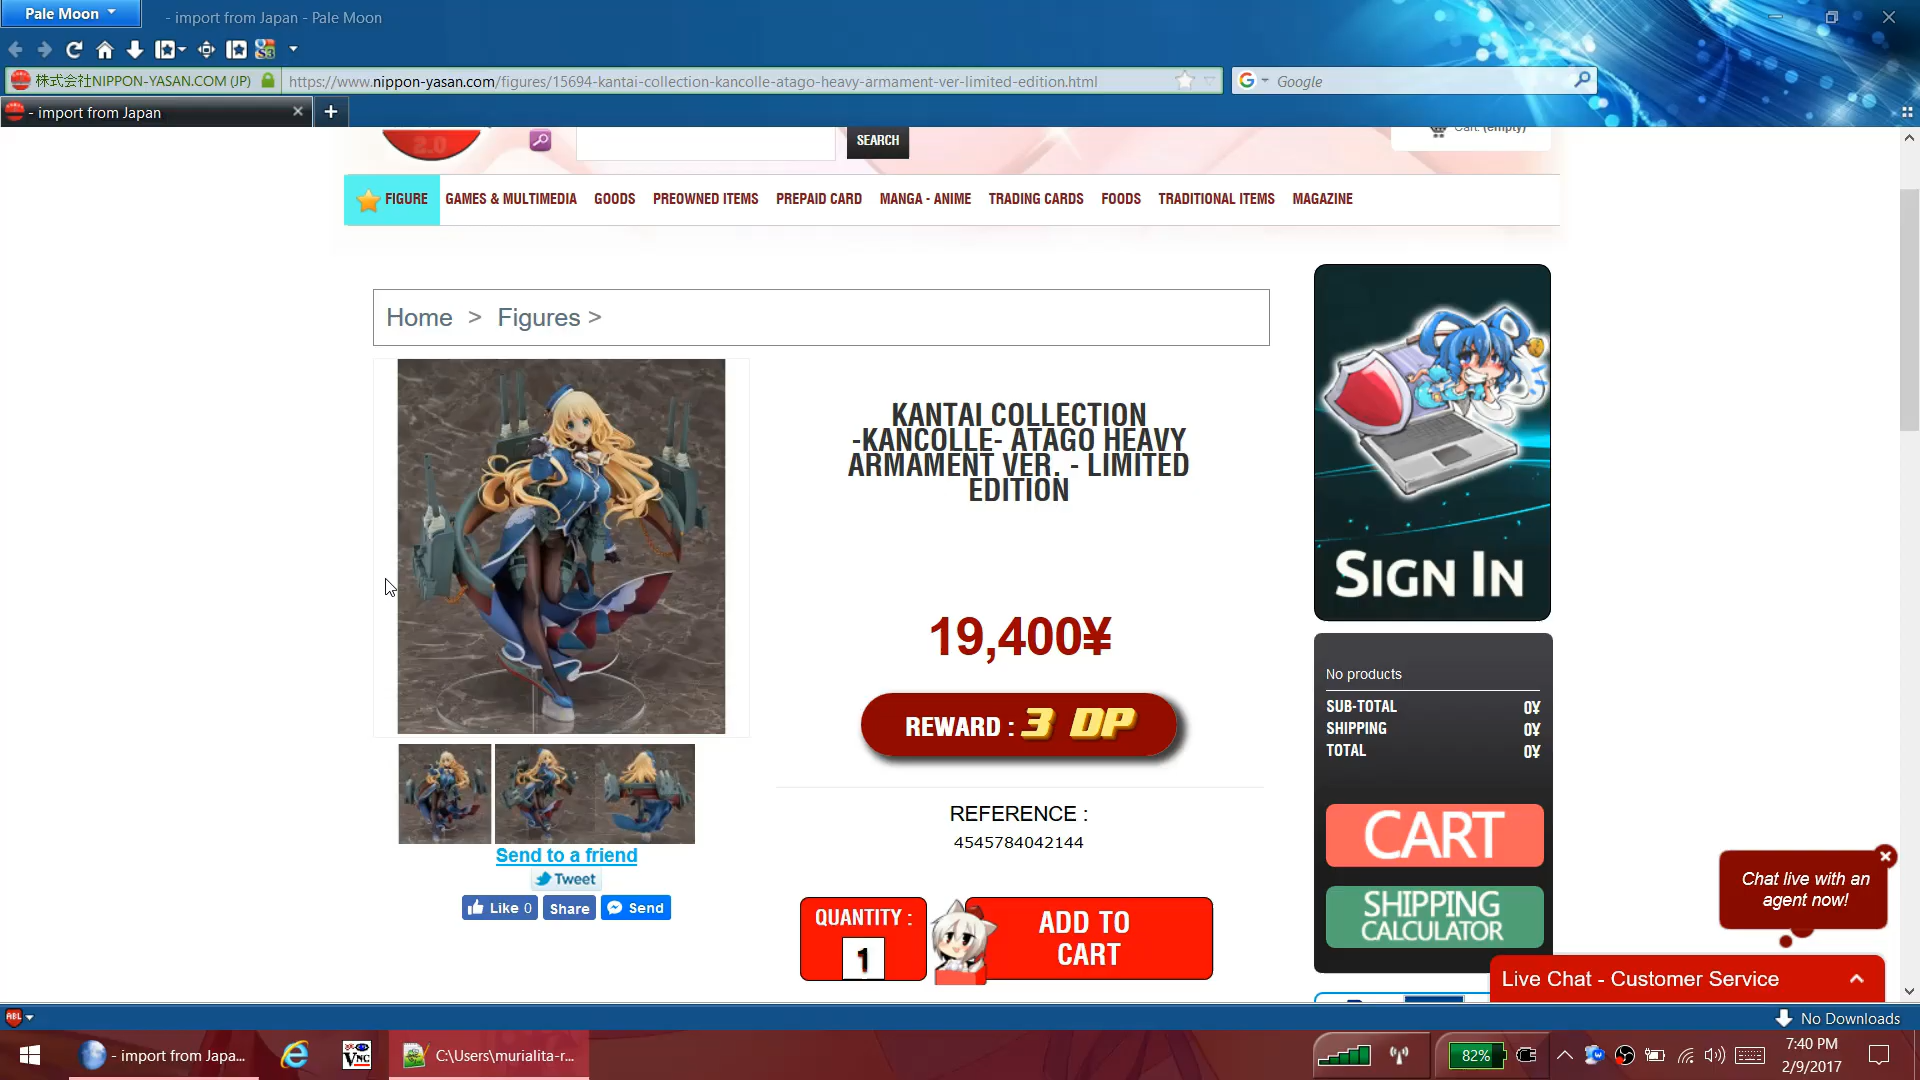 Pale Moon
- import from Japan - Pale Moon
株式会社NIPPON-YASAN.COM (JP)
https://www.nippon-yasan.com/figures/15694-kantai-collection-kancolle-atago-heavy-armament-ver-limited-edition.html
Google
- import from Japan
2.0
SEARCH
Cart: (empty)
FIGURE
GAMES & MULTIMEDIA
GOODS
PREOWNED ITEMS
PREPAID CARD
MANGA - ANIME
TRADING CARDS
FOODS
TRADITIONAL ITEMS
MAGAZINE
Home > Figures >
KANTAI COLLECTION
-KANCOLLE- ATAGO HEAVY
ARMAMENT VER. - LIMITED
EDITION
19,400¥
REWARD : 3 DP
REFERENCE :
4545784042144
Send to a friend
Tweet
Like 0
Share
Send
QUANTITY :
1
ADD TO
CART
SIGN IN
No products
SUB-TOTAL 0¥
SHIPPING 0¥
TOTAL 0¥
CART
SHIPPING
CALCULATOR
Chat live with an
agent now!
Live Chat - Customer Service
ABL
No Downloads
- import from Japa...
VNC
C:\Users\murialita-r...
82%
7:40 PM
2/9/2017